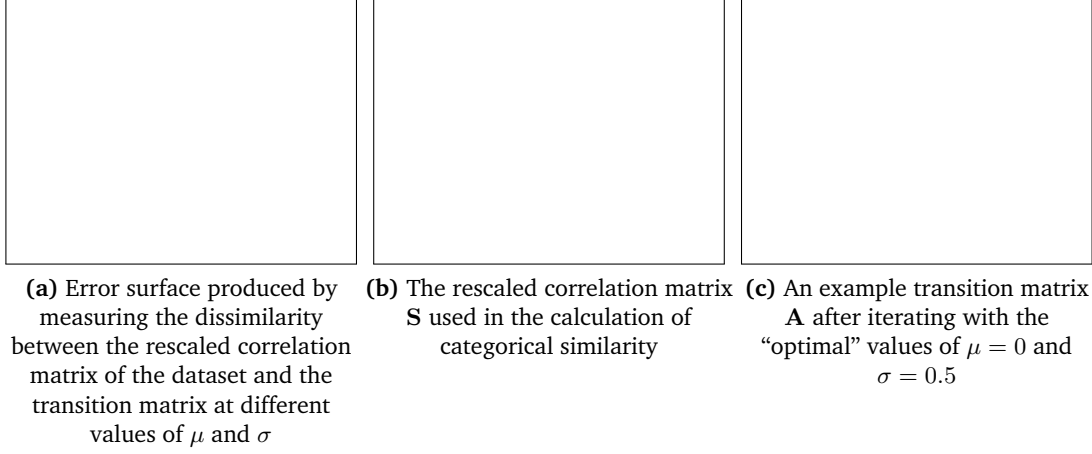 (a) Error surface produced by
measuring the dissimilarity
between the rescaled correlation
matrix of the dataset and the
transition matrix at different
values of μ and σ
(b) The rescaled correlation matrix
S used in the calculation of
categorical similarity
(c) An example transition matrix
A after iterating with the
“optimal” values of μ = 0 and
σ = 0.5